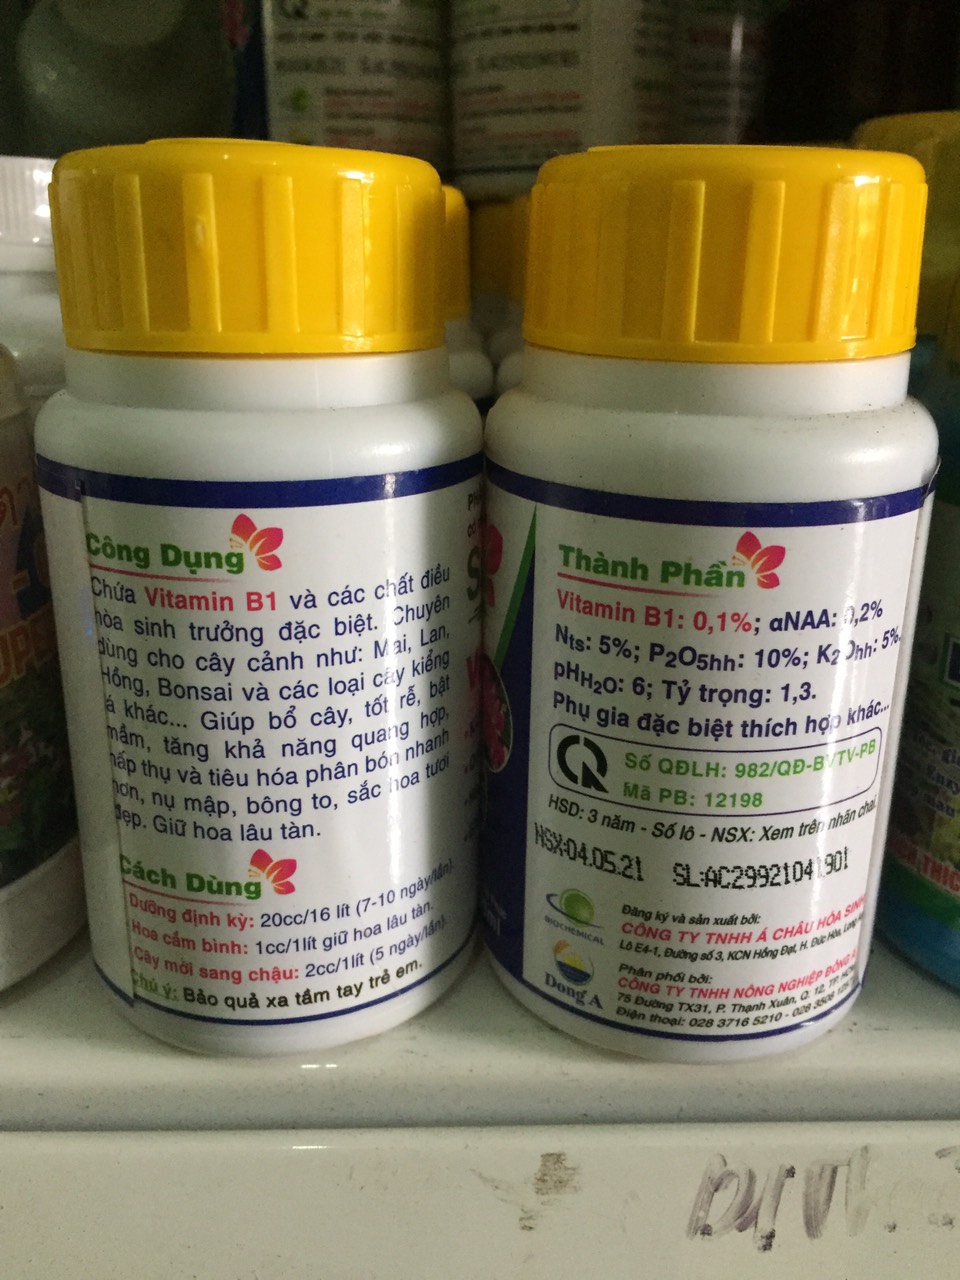 Công Dụng
Chứa Vitamin B1 và các chất điều
hòa sinh trưởng đặc biệt. Chuyên
dùng cho cây cảnh như: Mai, Lan,
Hồng, Bonsai và các loại cây kiểng
lá khác... Giúp bổ cây, tốt rễ, bật
mầm, tăng khả năng quang hợp,
hấp thụ và tiêu hóa phân bón nhanh
hơn, nụ mập, bông to, sắc hoa tươi
đẹp. Giữ hoa lâu tàn.
Cách Dùng
Dưỡng định kỳ: 20cc/16 lít (7-10 ngày/lần).
Hoa cắm bình: 1cc/1lít giữ hoa lâu tàn.
Cây mới sang chậu: 2cc/1lít (5 ngày/lần).
Chú ý: Bảo quả xa tầm tay trẻ em.
Thành Phần
Vitamin B1: 0,1%; αNAA: 0,2%
Nts: 5%; P2O5hh: 10%; K2Ohh: 5%.
pHH2O: 6; Tỷ trọng: 1,3.
Phụ gia đặc biệt thích hợp khác...
Số QĐLH: 982/QĐ-BVTV-PB
Mã PB: 12198
HSD: 3 năm - Số lô - NSX: Xem trên nhãn chai.
NSX:04.05.21 SL:AC29921041901
BIOCHEMICAL
Đăng ký và sản xuất bởi:
CÔNG TY TNHH Á CHÂU HÓA SINH
Lô E4-1, Đường số 3, KCN Hồng Đạt, H. Đức Hòa, Long
Dong A
Phân phối bởi:
CÔNG TY TNHH NÔNG NGHIỆP ĐÔNG Á
75 Đường TX31, P. Thạnh Xuân, Q. 12, TP. HCM
Điện thoại: 028 3716 5210 - 028